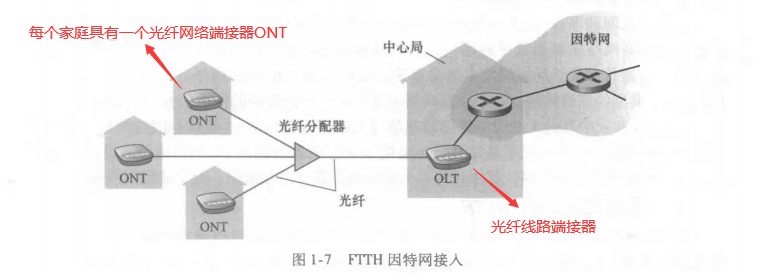 每个家庭具有一个光纤网络端接器ONT
中心局
因特网
ONT
光纤分配器
ONT
OLT
光纤
ONT
光纤线路端接器
图 1-7 FTTH 因特网接入